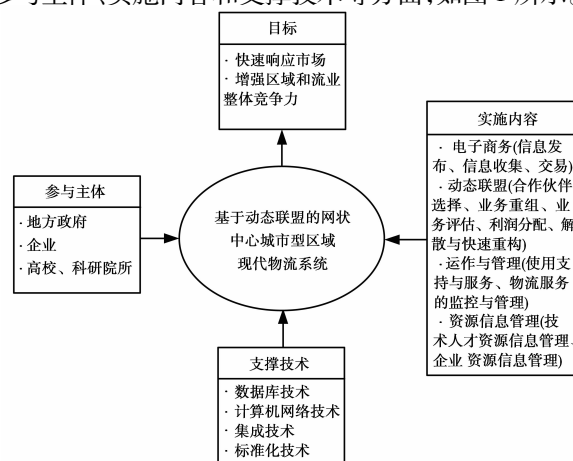 参与主体、实施内容和支撑技术等方面,如图
目标
· 快速响应市场
· 增强区域和流业
整体竞争力
实施内容
· 电子商务(信息发
布、信息收集、交易)
· 动态联盟(合作伙伴
选择、业务重组、业
务评估、利润分配、解
散与快速重构)
· 运作与管理(使用支
持与服务、物流服务
的监控与管理)
· 资源信息管理(技
术人才资源信息管理、
企业 资源信息管理)
参与主体
· 地方政府
· 企业
· 高校、科研院所
基于动态联盟的网状
中心城市型区域
现代物流系统
支撑技术
· 数据库技术
· 计算机网络技术
· 集成技术
· 标准化技术